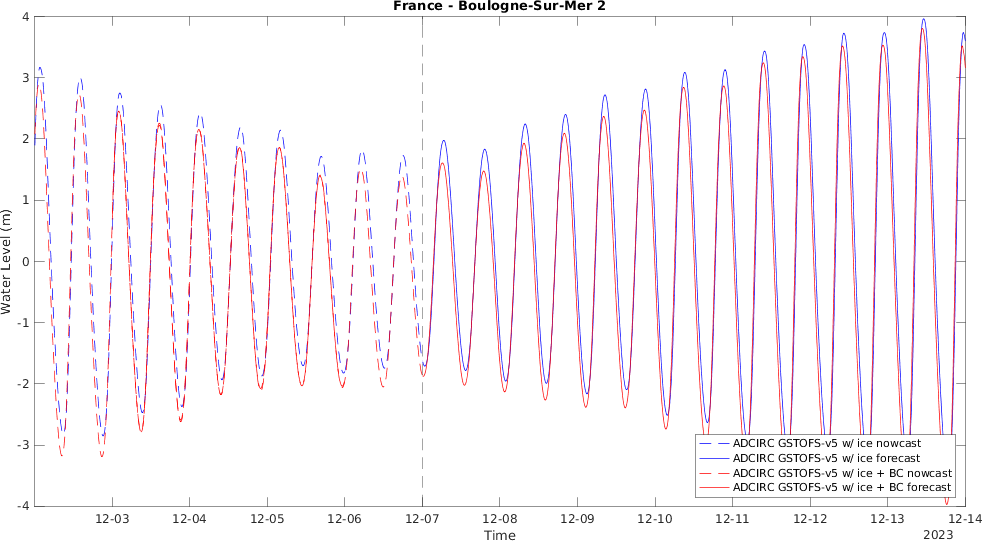 France - Boulogne-Sur-Mer 2
4
3
2
1
0
-1
-2
-3
-4
Water Level (m)
ADCIRC GSTOFS-v5 w/ ice nowcast
ADCIRC GSTOFS-v5 w/ ice forecast
ADCIRC GSTOFS-v5 w/ ice + BC nowcast
ADCIRC GSTOFS-v5 w/ ice + BC forecast
12-03 12-04 12-05 12-06 12-07 12-08 12-09 12-10 12-11 12-12 12-13 12-14
Time
2023